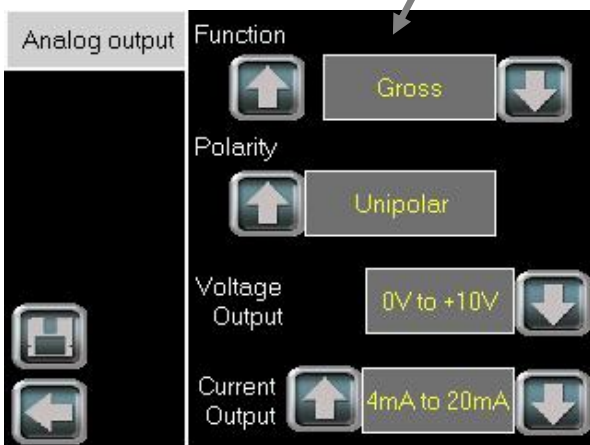 Analog output
Function
Gross
Polarity
Unipolar
Voltage
Output
0V to +10V
Current
Output
4mA to 20mA